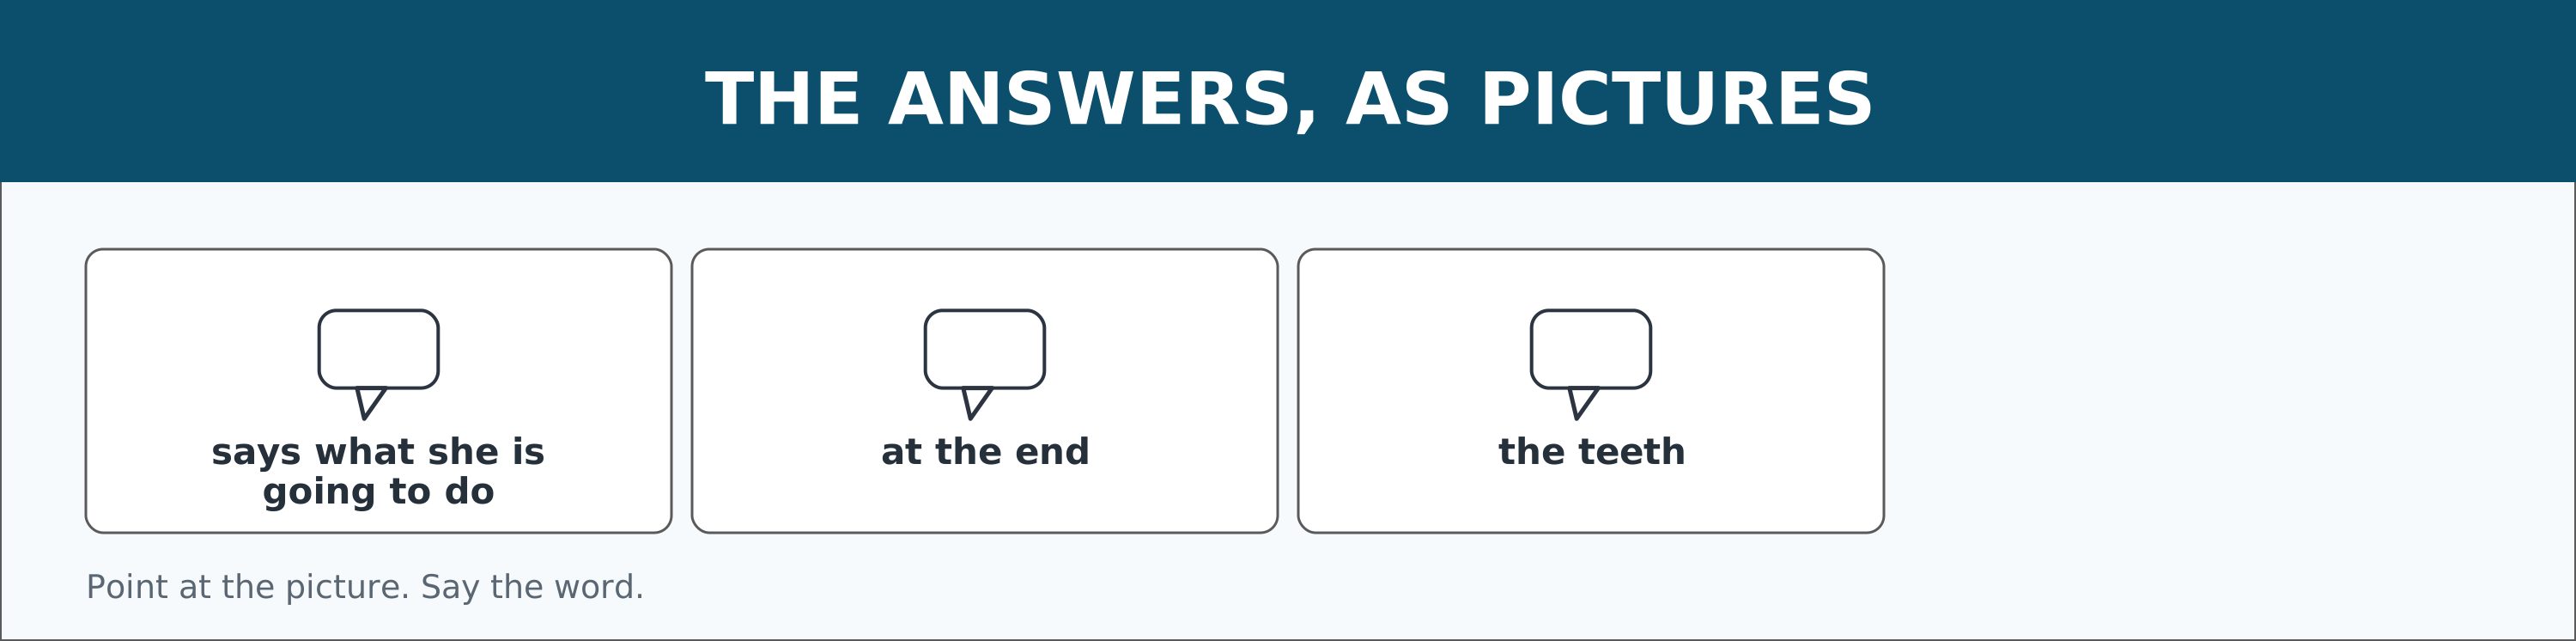 THE ANSWERS, AS PICTURES
says what she is
going to do
at the end
the teeth
Point at the picture. Say the word.